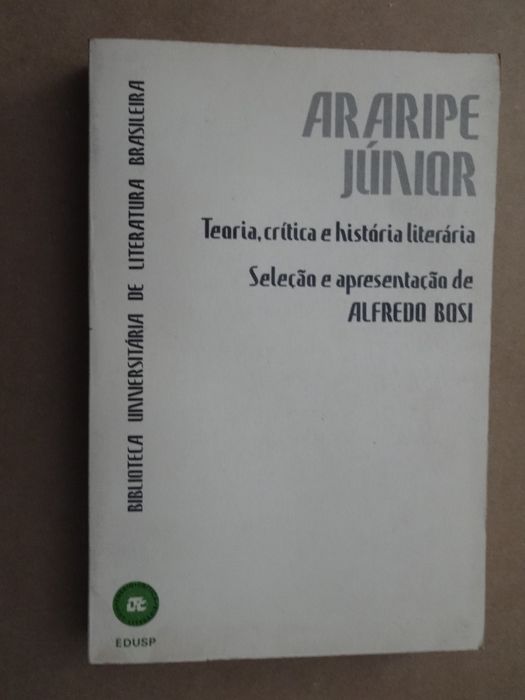 ARARIPE
JÚNIOR
Teoria, crítica e história literária
Seleção e apresentação de
ALFREDO BOSI
BIBLIOTECA UNIVERSITÁRIA DE LITERATURA BRASILEIRA
EDUSP